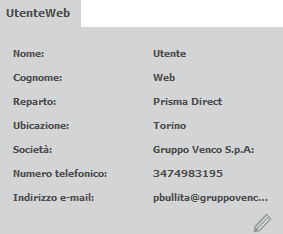 UtenteWeb
Nome: Utente
Cognome: Web
Reparto: Prisma Direct
Ubicazione: Torino
Società: Gruppo Venco S.p.A:
Numero telefonico: 3474983195
Indirizzo e-mail: pbullita@gruppovenc...